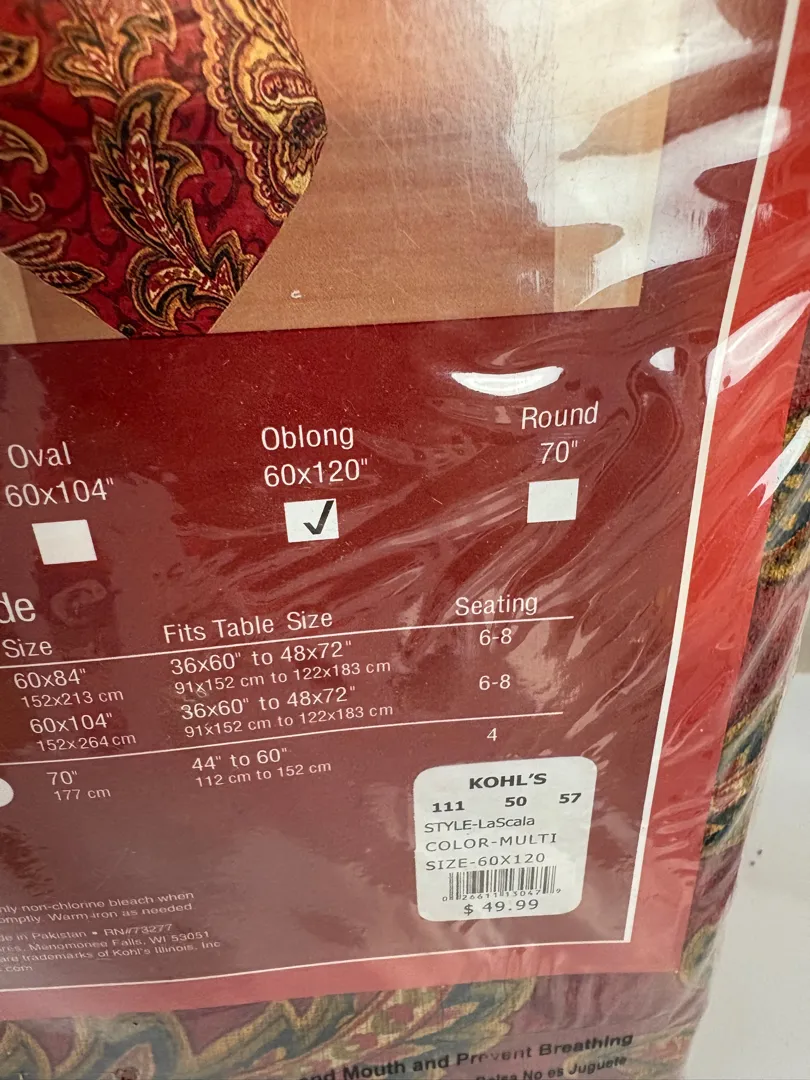 Oval
60x104"
Oblong
60x120"
Round
70"
de
Size
Fits Table Size
Seating
60x84"
152x213 cm
36x60" to 48x72"
91x152 cm to 122x183 cm
6-8
60x104"
152x264cm
36x60" to 48x72"
91x152 cm to 122x183 cm
6-8
70"
177 cm
44" to 60"
112 cm to 152 cm
4
KOHL'S
111 50 57
STYLE-LaScala
COLOR-MULTI
SIZE-60X120
$ 49.99
nly non-chlorine bleach when
omptly. Warm iron as needed.
de in Pakistan • RN#73277
res, Menomonee Falls, WI 53051
are trademarks of Kohl's Illinois, Inc
.com
nd Mouth and Prevent Breathing
Bolsa No es Juguete